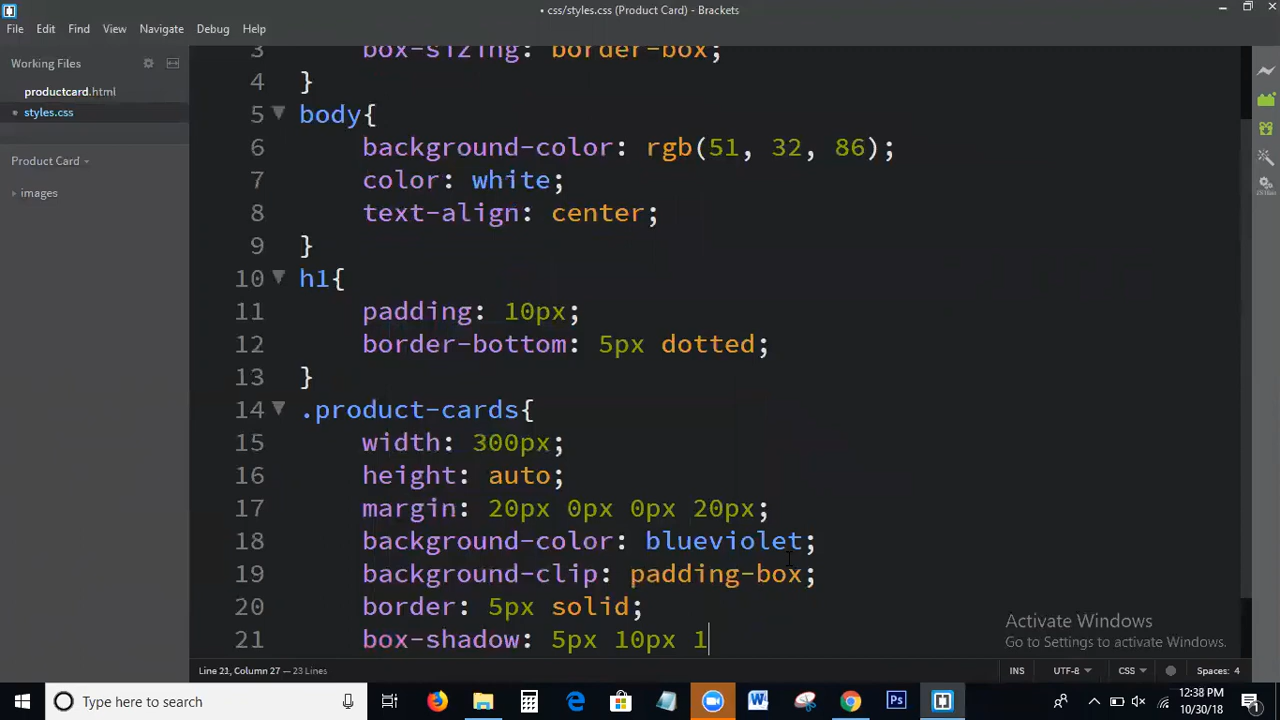 • css/styles.css (Product Card) - Brackets
File Edit Find View Navigate Debug Help
Working Files
productcard.html
• styles.css
Product Card
images
3 box-sizing: border-box;
4 }
5 body{
6 background-color: rgb(51, 32, 86);
7 color: white;
8 text-align: center;
9 }
10 h1{
11 padding: 10px;
12 border-bottom: 5px dotted;
13 }
14 .product-cards{
15 width: 300px;
16 height: auto;
17 margin: 20px 0px 0px 20px;
18 background-color: blueviolet;
19 background-clip: padding-box;
20 border: 5px solid;
21 box-shadow: 5px 10px 1
Activate Windows
Go to Settings to activate Windows.
Line 21, Column 27 — 23 Lines
INS UTF-8 CSS Spaces: 4
Type here to search
W Ps
12:38 PM
10/30/18